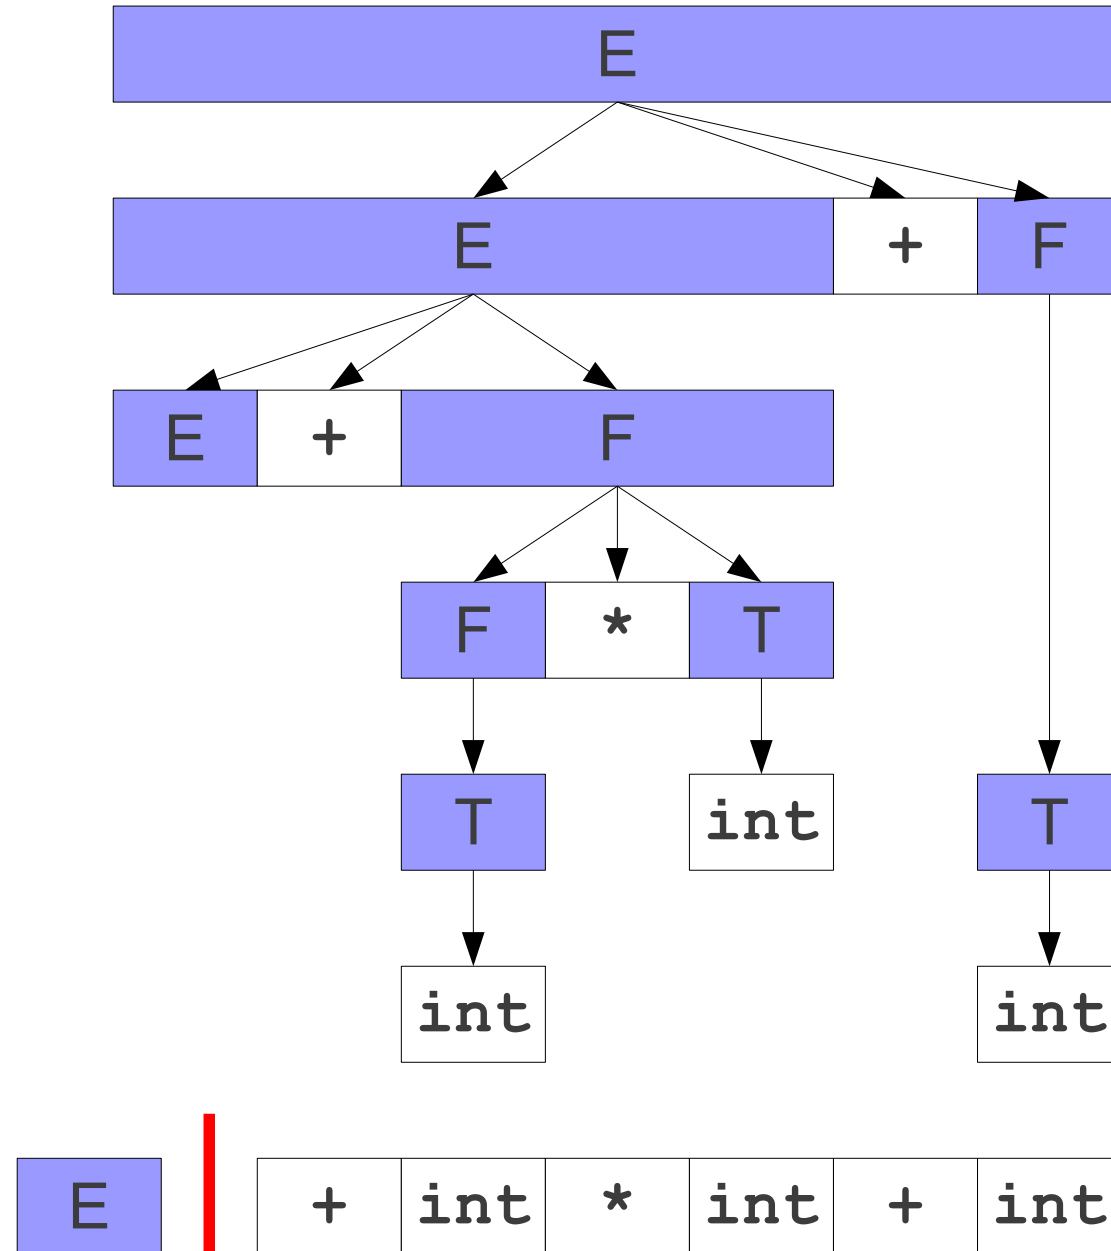 E
E + F
E + F
F * T
T int T
int int
E + int * int + int